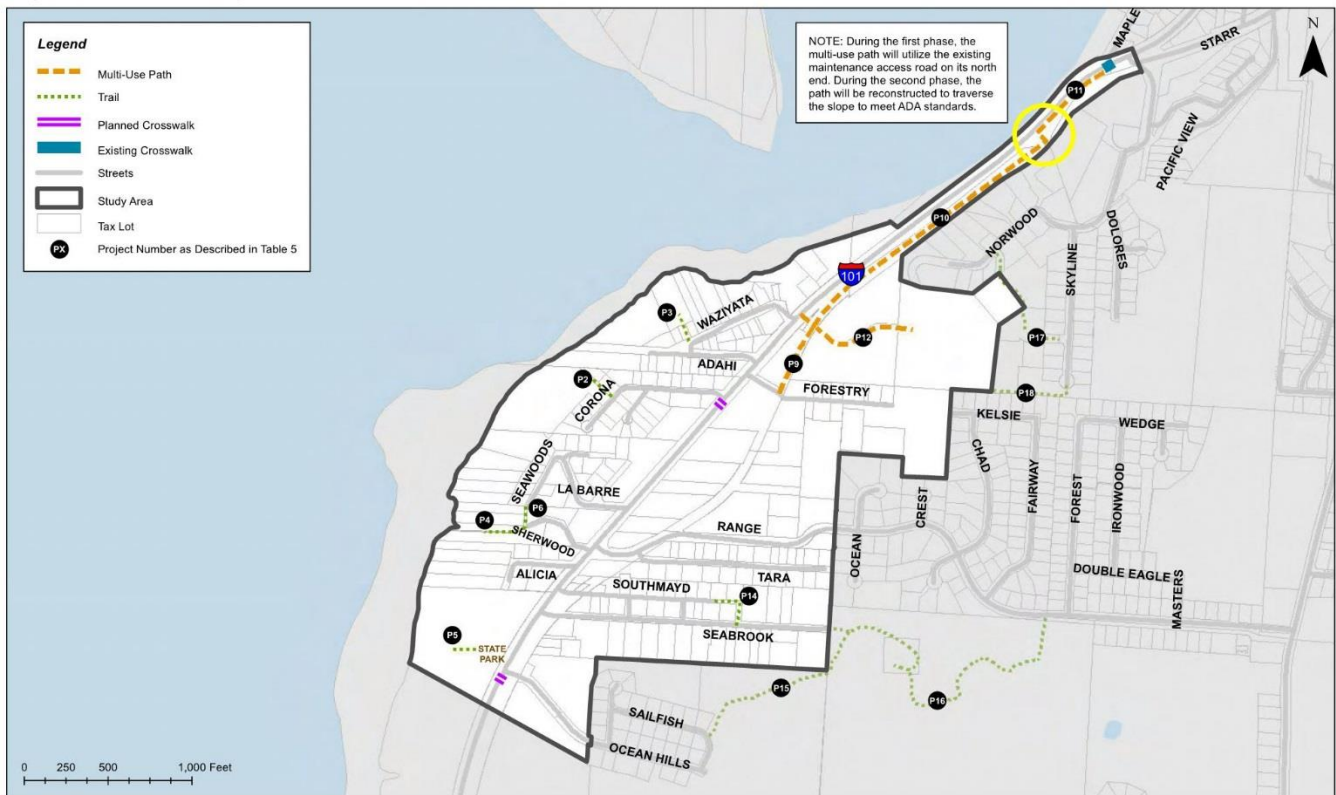 Legend
Multi-Use Path
Trail
Planned Crosswalk
Existing Crosswalk
Streets
Study Area
Tax Lot
PX Project Number as Described in Table 5
NOTE: During the first phase, the
multi-use path will utilize the existing
maintenance access road on its north
end. During the second phase, the
path will be reconstructed to traverse
the slope to meet ADA standards.
N
MAPLE
STARR
P11
PACIFIC VIEW
P10
NORWOOD
DOLORES
SKYLINE
101
P3
WAZIYATA
P12
P17
ADAHI
P9
P2
CORONA
FORESTRY
P18
KELSIE
WEDGE
CHAD
SEAWOODS
LA BARRE
CREST
FAIRWAY
FOREST
IRONWOOD
P6
P4
SHERWOOD
RANGE
OCEAN
ALICIA
TARA
SOUTHMAYD
P14
DOUBLE EAGLE
MASTERS
SEABROOK
P5
STATE
PARK
P15
P16
SAILFISH
OCEAN HILLS
0 250 500 1,000 Feet